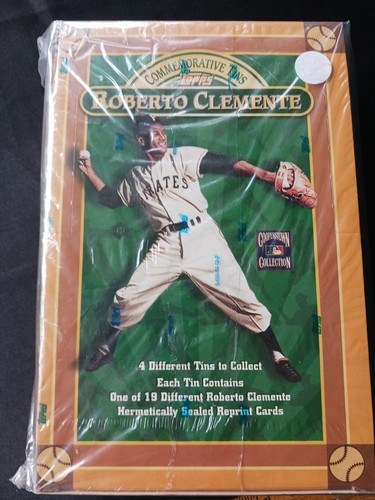 COMMEMORATIVE TINS
TOPPS
ROBERTO CLEMENTE
PIRATES
COOPERSTOWN
COLLECTION
4 Different Tins to Collect
Each Tin Contains
One of 19 Different Roberto Clemente
Hermetically Sealed Reprint Cards